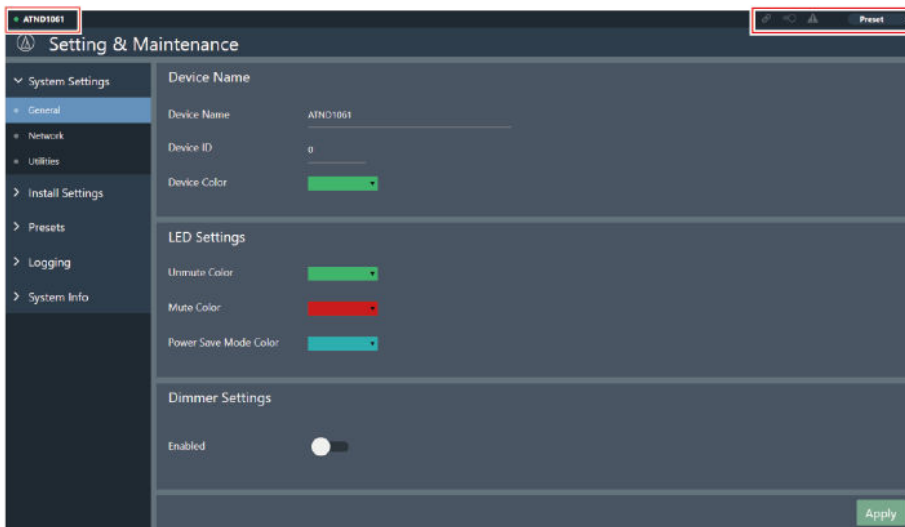 ATND1061
Preset
Setting & Maintenance
System Settings
General
Network
Utilities
Install Settings
Presets
Logging
System Info
Device Name
Device Name ATND1061
Device ID 0
Device Color
LED Settings
Unmute Color
Mute Color
Power Save Mode Color
Dimmer Settings
Enabled
Apply